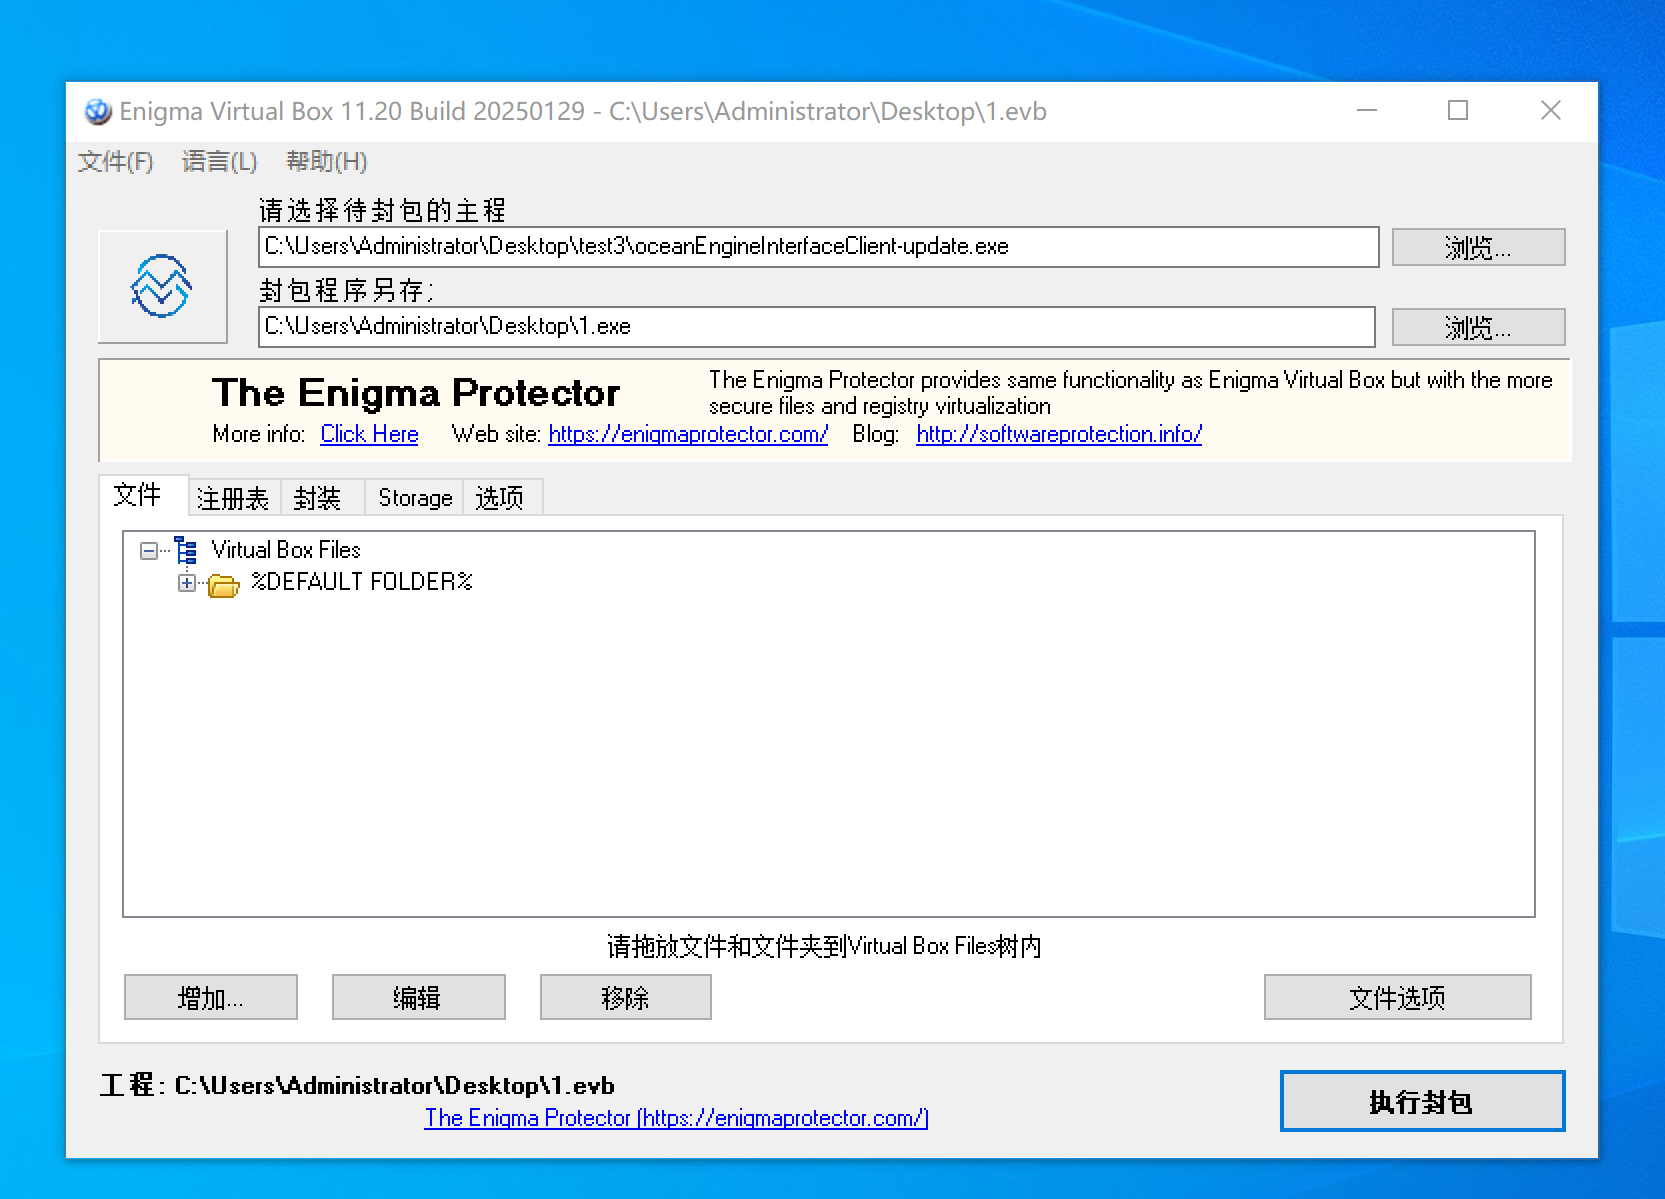 Enigma Virtual Box 11.20 Build 20250129 - C:\Users\Administrator\Desktop\1.evb
文件(F) 语言(L) 帮助(H)
请选择待封包的主程
C:\Users\Administrator\Desktop\test3\oceanEngineInterfaceClient-update.exe
浏览...
封包程序另存:
C:\Users\Administrator\Desktop\1.exe
浏览...
The Enigma Protector
The Enigma Protector provides same functionality as Enigma Virtual Box but with the more
secure files and registry virtualization
More info: Click Here Web site: https://enigmaprotector.com/ Blog: http://softwareprotection.info/
文件 注册表 封装 Storage 选项
Virtual Box Files
%DEFAULT FOLDER%
请拖放文件和文件夹到Virtual Box Files树内
增加... 编辑 移除 文件选项
工程: C:\Users\Administrator\Desktop\1.evb
The Enigma Protector (https://enigmaprotector.com/)
执行封包